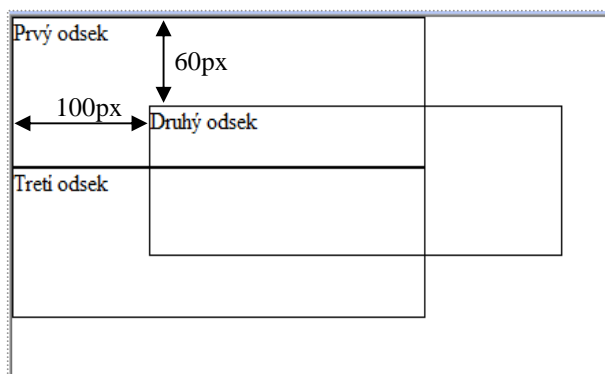 Prvý odsek
60px
100px
Druhý odsek
Tretí odsek